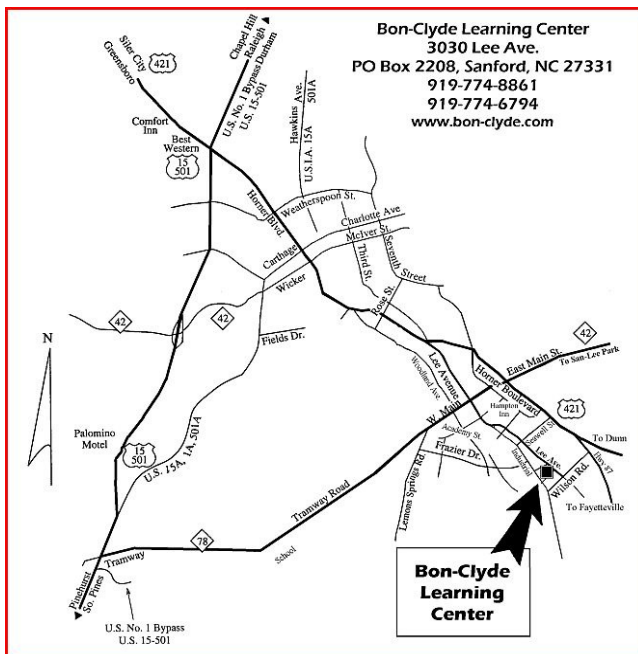 Bon-Clyde Learning Center
3030 Lee Ave.
PO Box 2208, Sanford, NC 27331
919-774-8861
919-774-6794
www.bon-clyde.com
Siler City
Greensboro
421
Chapel Hill
Raleigh
Durham
U.S. No. 1 Bypass
U.S. 15-501
Comfort
Inn
Best
Western
15
501
Hawkins Ave.
U.S.I.A. 15A
501A
Horner Blvd.
Weatherspoon St.
Charlotte Ave
McIver St.
Carthage
Wicker
Third St.
Seventh
Street
Rose St.
42
42
Fields Dr.
42
East Main St.
To San-Lee Park
N
Lee Avenue
Woodland Ave.
Horner Boulevard
Hampton
Inn
421
W. Main
Academy St.
Seawell St
To Dunn
Palomino
Motel
15
501
U.S. 15A, 1A, 501A
Frazier Dr.
Industrial
Lee Ave.
Wilson Rd.
Hwy 87
To Fayetteville
Lemons Springs Rd.
Tramway Road
78
School
Tramway
Pinehurst
So. Pines
U.S. No. 1 Bypass
U.S. 15-501
Bon-Clyde
Learning
Center